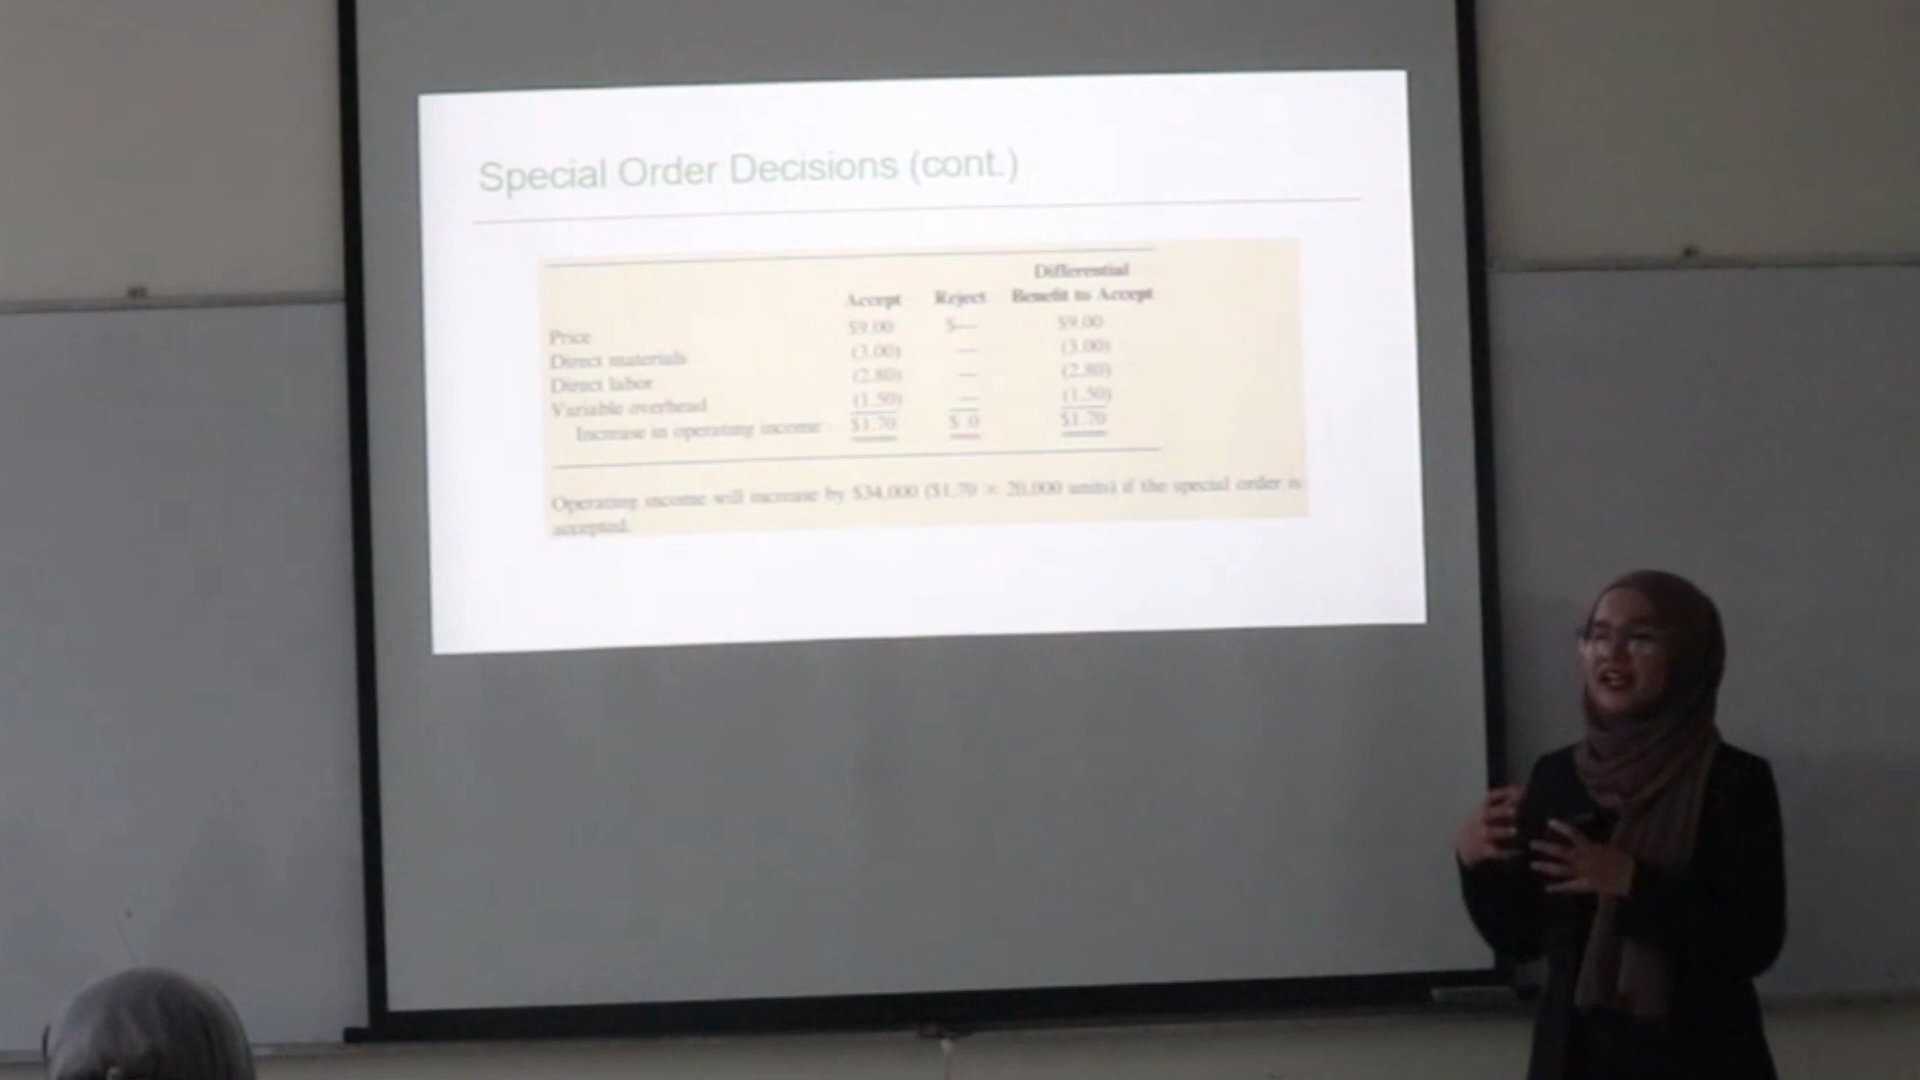 Special Order Decisions (cont.)
Differential
Accept Reject Benefit to Accept
Price $9.00 $— $9.00
Direct materials (3.00) — (3.00)
Direct labor (2.80) — (2.80)
Variable overhead (1.50) — (1.50)
Increase in operating income $1.70 $ 0 $1.70
Operating income will increase by $34,000 ($1.70 × 20,000 units) if the special order is
accepted.